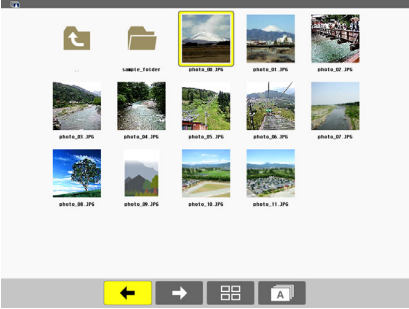 ..
sample_folder
photo_00.JPG
photo_01.JPG
photo_02.JPG
photo_03.JPG
photo_04.JPG
photo_05.JPG
photo_06.JPG
photo_07.JPG
photo_08.JPG
photo_09.JPG
photo_10.JPG
photo_11.JPG
A